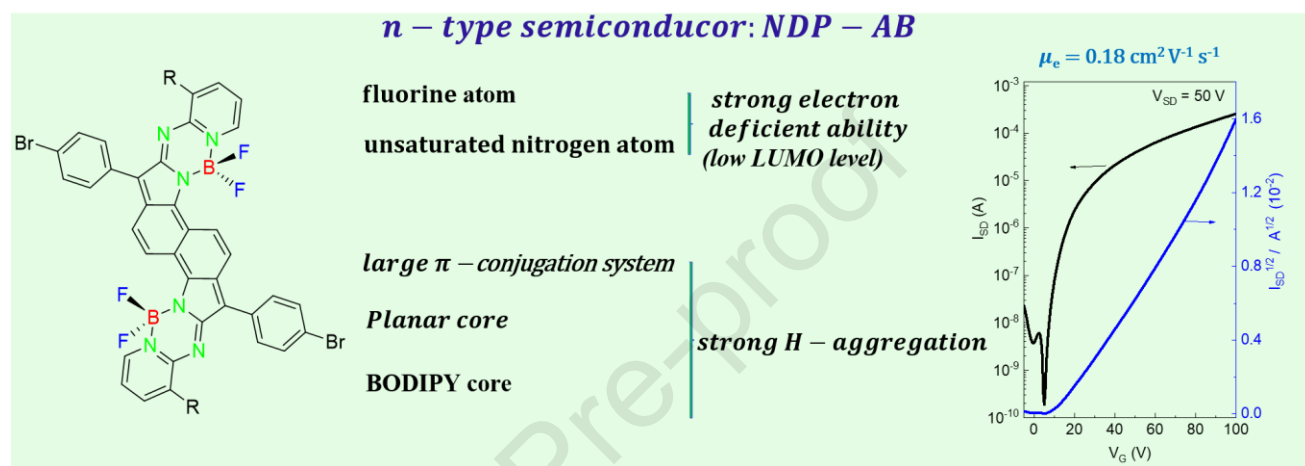 n − type semiconducor: NDP − AB
R
N
N
F
B
F
N
Br
F
B
N
F
N
N
Br
R
fluorine atom
unsaturated nitrogen atom
strong electron
deficient ability
(low LUMO level)
large π − conjugation system
Planar core
BODIPY core
strong H − aggregation
μe = 0.18 cm² V⁻¹ s⁻¹
VSD = 50 V
10⁻³
10⁻⁴
10⁻⁵
10⁻⁶
10⁻⁷
10⁻⁸
10⁻⁹
10⁻¹⁰
ISD (A)
1.6
1.2
0.8
0.4
0.0
ISD^1/2 / A^1/2 (10⁻²)
0 20 40 60 80 100
VG (V)
Pre-proof